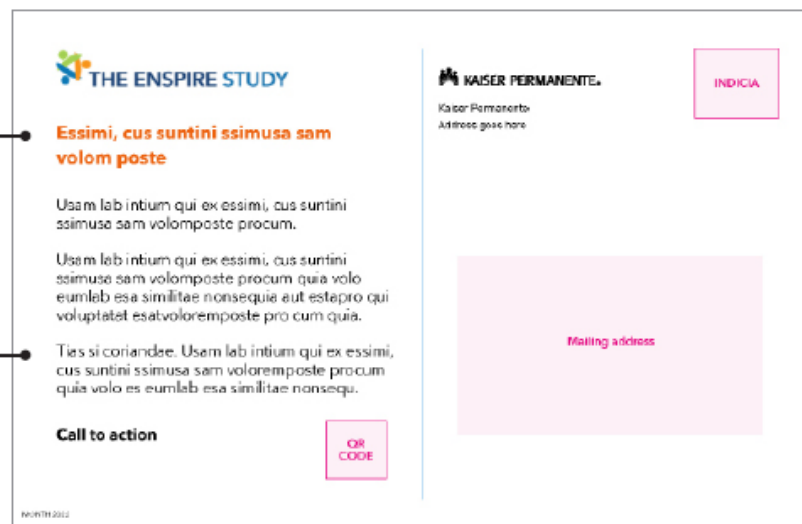 THE ENSPIRE STUDY
Essimi, cus suntini ssimusa sam
volom poste
Usam lab intium qui ex essimi, cus suntini
ssimusa sam volomposte procum.
Usam lab intium qui ex essimi, cus suntini
ssimusa sam volomposte procum quia volo
eumlab esa similitae nonsequia aut estapro qui
voluptatat esatvoloremposte pro cum quia.
Tias si coriandae. Usam lab intium qui ex essimi,
cus suntini ssimusa sam voloremposte procum
quia volo es eumlab esa similitae nonsequ.
Call to action
QR
CODE
MONTH
KAISER PERMANENTE®
Kaiser Permanente
Address goes here
INDICIA
Mailing address